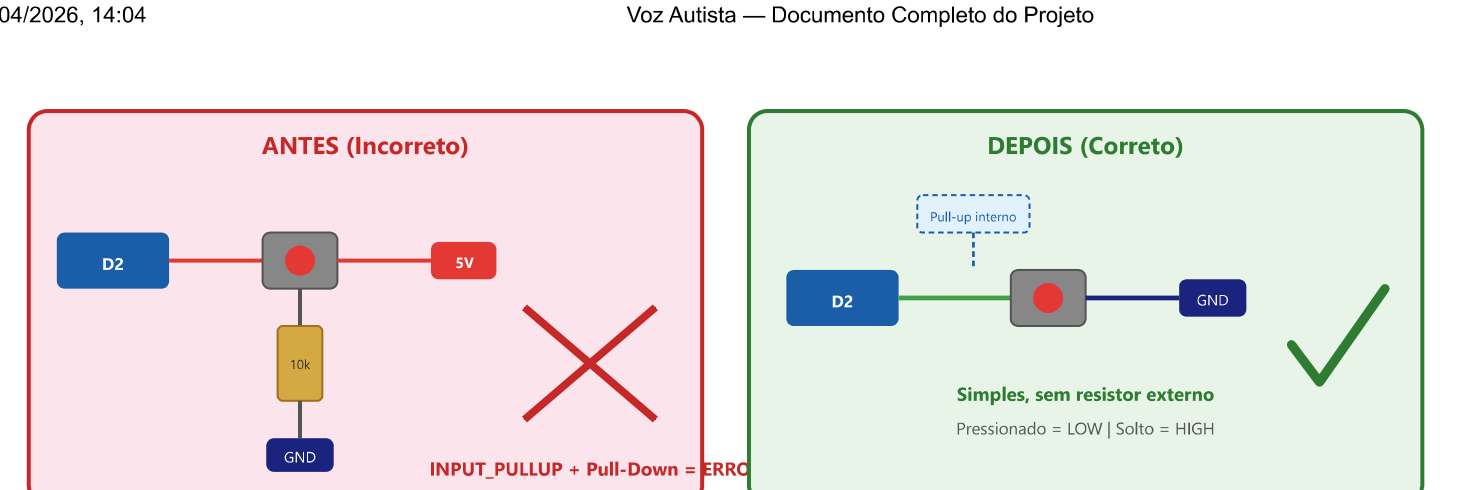 04/2026, 14:04
Voz Autista — Documento Completo do Projeto
ANTES (Incorreto)
D2
5V
10k
GND
INPUT_PULLUP + Pull-Down = ERRO
DEPOIS (Correto)
Pull-up interno
D2
GND
Simples, sem resistor externo
Pressionado = LOW | Solto = HIGH